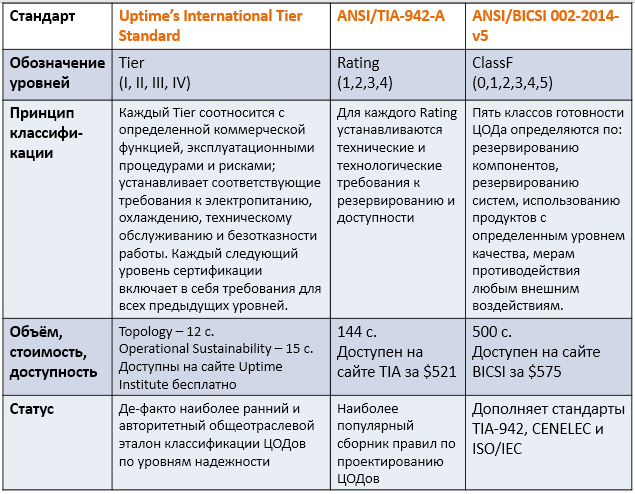 Стандарт
Uptime’s International Tier
Standard
ANSI/TIA-942-A
ANSI/BICSI 002-2014-
v5
Обозначение
уровней
Tier
(I, II, III, IV)
Rating
(1,2,3,4)
ClassF
(0,1,2,3,4,5)
Принцип
классифи-
кации
Каждый Tier соотносится с
определенной коммерческой
функцией, эксплуатационными
процедурами и рисками;
устанавливает соответствующие
требования к электропитанию,
охлаждению, техническому
обслуживанию и безотказности
работы. Каждый следующий
уровень сертификации
включает в себя требования для
всех предыдущих уровней.
Для каждого Rating
устанавливаются
технические и
технологические
требования к
резервированию и
доступности
Пять классов готовности
ЦОДа определяются по:
резервированию
компонентов,
резервированию
систем, использованию
продуктов с
определенным уровнем
качества, мерам
противодействия
любым внешним
воздействиям.
Объём,
стоимость,
доступность
Topology – 12 с.
Operational Sustainability – 15 с.
Доступны на сайте Uptime
Institute бесплатно
144 с.
Доступен на
сайте TIA за $521
500 с.
Доступен на сайте
BICSI за $575
Статус
Де-факто наиболее ранний и
авторитетный общеотраслевой
эталон классификации ЦОДов
по уровням надежности
Наиболее
популярный
сборник правил по
проектированию
ЦОДов
Дополняет стандарты
TIA-942, CENELEC и
ISO/IEC